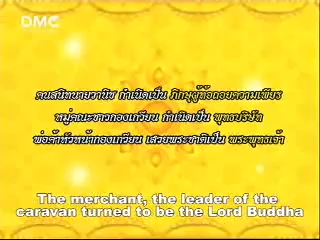 DMC
คนสนิทนายวานิช กำเนิดเป็น ภิกษุผู้ท้อถอยความเพียร
หมู่คณะชาวกองเกวียน กำเนิดเป็น พุทธบริษัท
พ่อค้าหัวหน้ากองเกวียน เสวยพระชาติเป็น พระพุทธเจ้า
The merchant, the leader of the
caravan turned to be the Lord Buddha